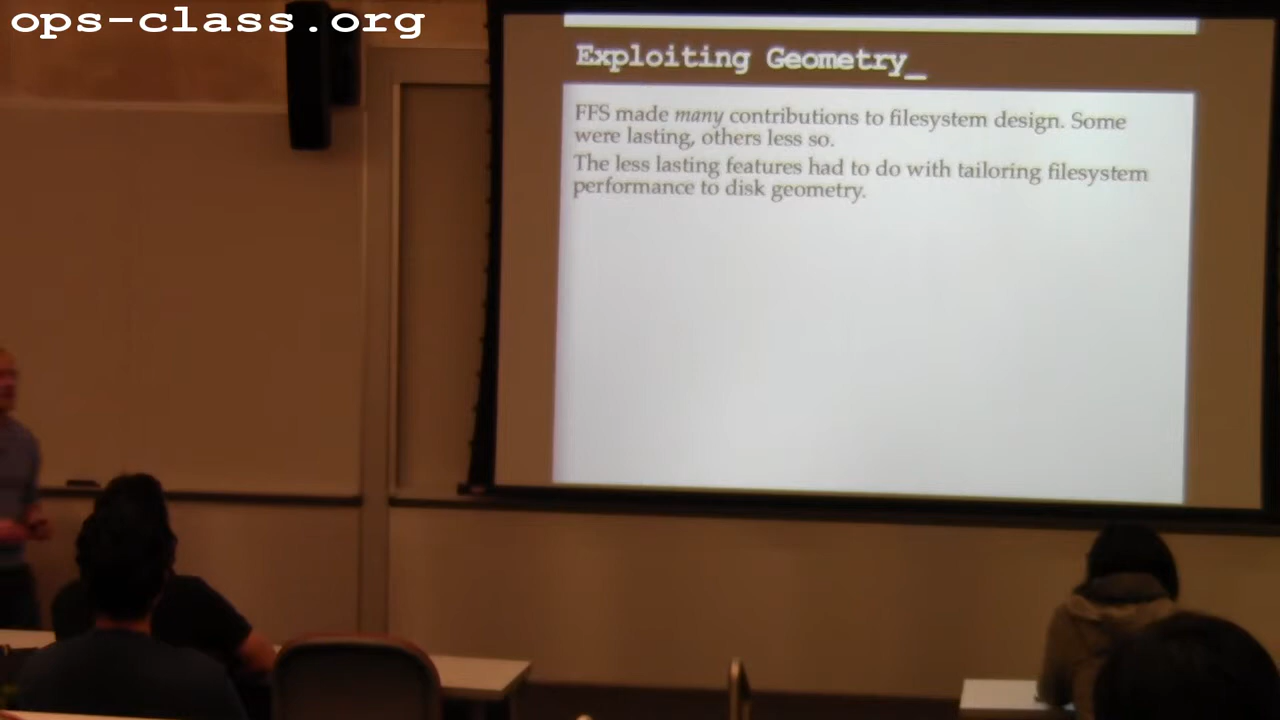 ops-class.org
Exploiting Geometry_
FFS made many contributions to filesystem design. Some
were lasting, others less so.
The less lasting features had to do with tailoring filesystem
performance to disk geometry.